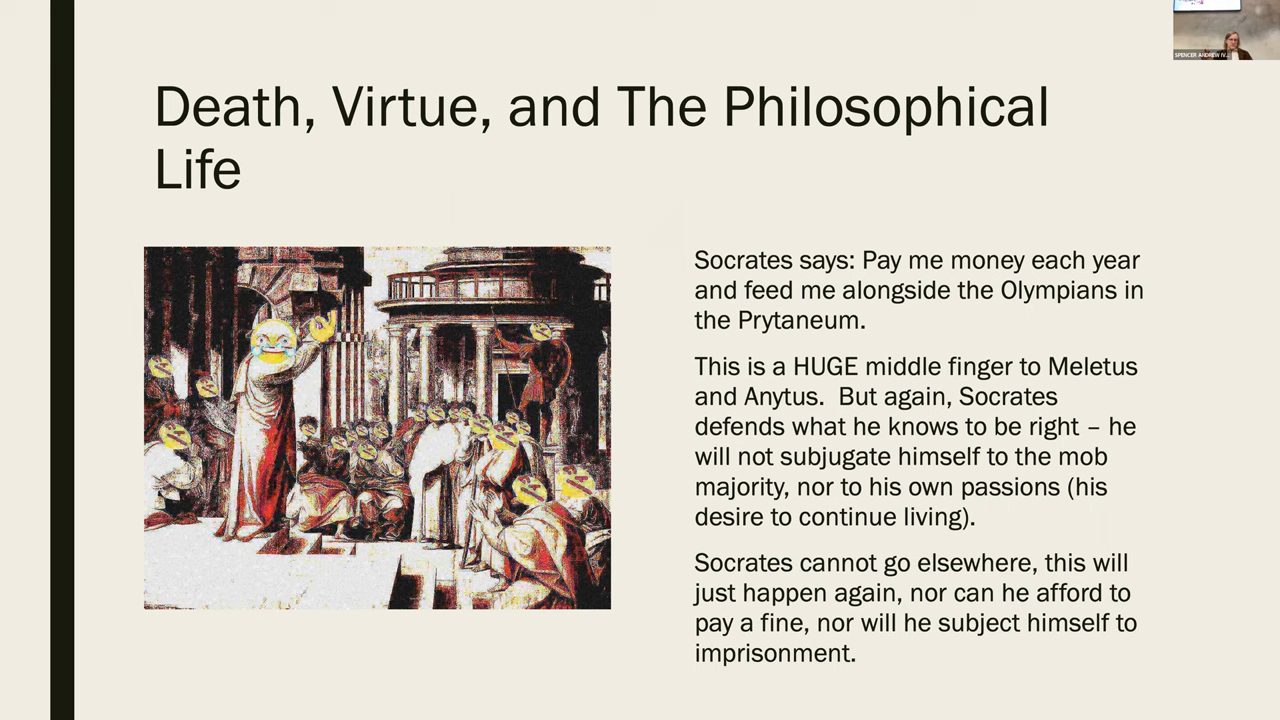 SPENCER ANDREW IV...
Death, Virtue, and The Philosophical
Life
Socrates says: Pay me money each year
and feed me alongside the Olympians in
the Prytaneum.
This is a HUGE middle finger to Meletus
and Anytus.  But again, Socrates
defends what he knows to be right – he
will not subjugate himself to the mob
majority, nor to his own passions (his
desire to continue living).
Socrates cannot go elsewhere, this will
just happen again, nor can he afford to
pay a fine, nor will he subject himself to
imprisonment.